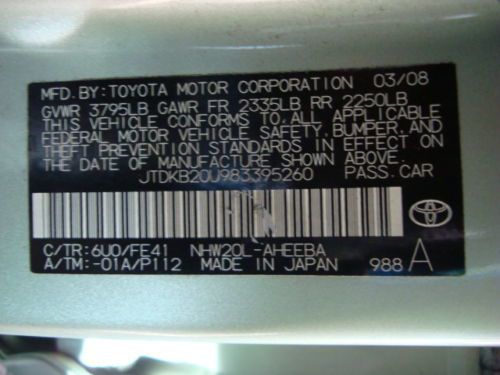 MFD. BY: TOYOTA MOTOR CORPORATION 03/08
GVWR 3795LB GAWR FR 2335LB RR 2250LB
THIS VEHICLE CONFORMS TO ALL APPLICABLE
FEDERAL MOTOR VEHICLE SAFETY, BUMPER, AND
THEFT PREVENTION STANDARDS IN EFFECT ON
THE DATE OF MANUFACTURE SHOWN ABOVE.
JTDKB20U983395260 PASS. CAR
C/TR: 6U0/FE41 NHW20L-AHEEBA
A/TM: -01A/P112 MADE IN JAPAN 988 A
TOYOTA